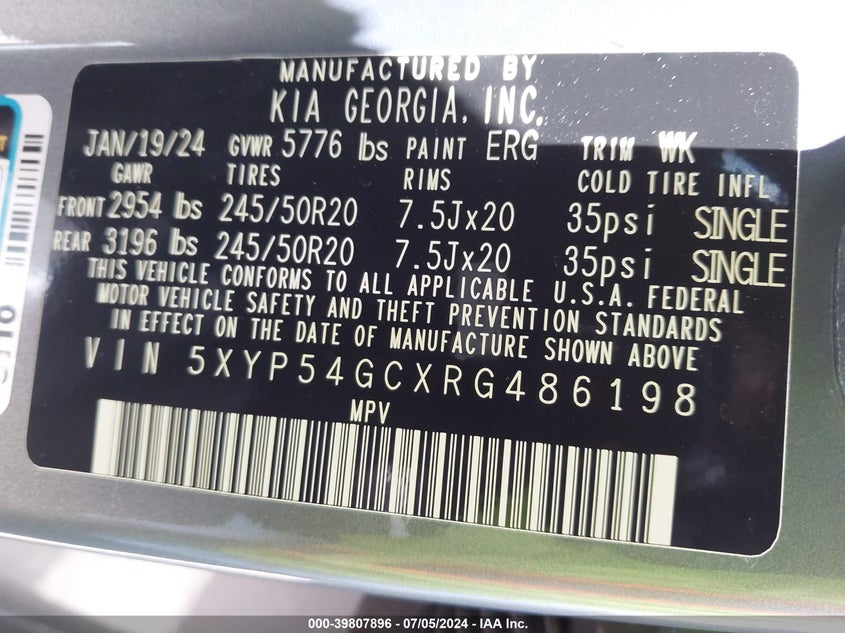 MANUFACTURED BY
KIA GEORGIA, INC.
JAN/19/24 GVWR 5776 lbs PAINT ERG TRIM WK
GAWR TIRES RIMS COLD TIRE INFL
FRONT 2954 lbs 245/50R20 7.5Jx20 35psi SINGLE
REAR 3196 lbs 245/50R20 7.5Jx20 35psi SINGLE
THIS VEHICLE CONFORMS TO ALL APPLICABLE U.S.A. FEDERAL
MOTOR VEHICLE SAFETY AND THEFT PREVENTION STANDARDS
IN EFFECT ON THE DATE OF MANUFACTURE SHOWN ABOVE
VIN 5XYP54GCXRG486198
MPV
000-39807896 - 07/05/2024 - IAA Inc.